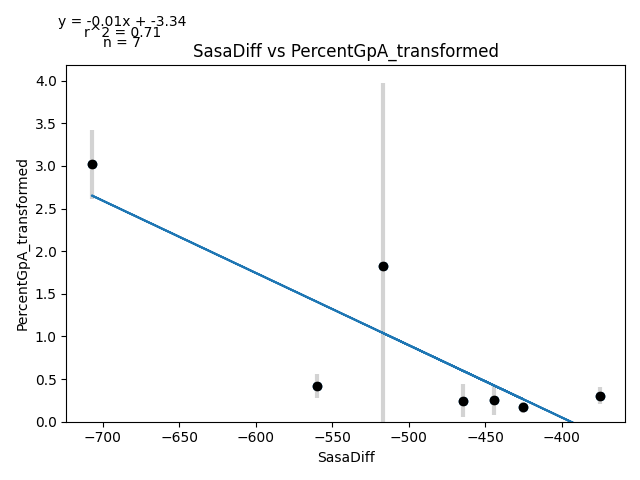 y = -0.01x + -3.34
r^2 = 0.71
n = 7
SasaDiff vs PercentGpA_transformed
PercentGpA_transformed
4.0
3.5
3.0
2.5
2.0
1.5
1.0
0.5
0.0
−700 −650 −600 −550 −500 −450 −400
SasaDiff